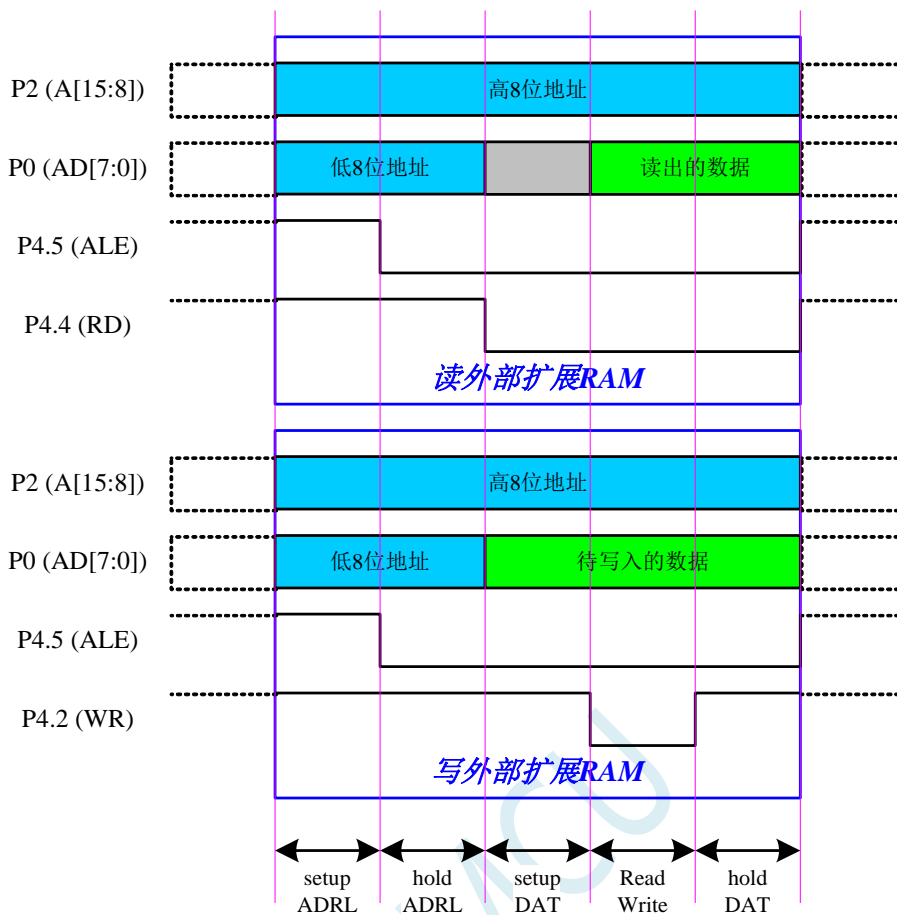 P2 (A[15:8])
高8位地址
P0 (AD[7:0])
低8位地址
读出的数据
P4.5 (ALE)
P4.4 (RD)
读外部扩展RAM
P2 (A[15:8])
高8位地址
P0 (AD[7:0])
低8位地址
待写入的数据
P4.5 (ALE)
P4.2 (WR)
写外部扩展RAM
MCU
setup
ADRL
hold
ADRL
setup
DAT
Read
Write
hold
DAT